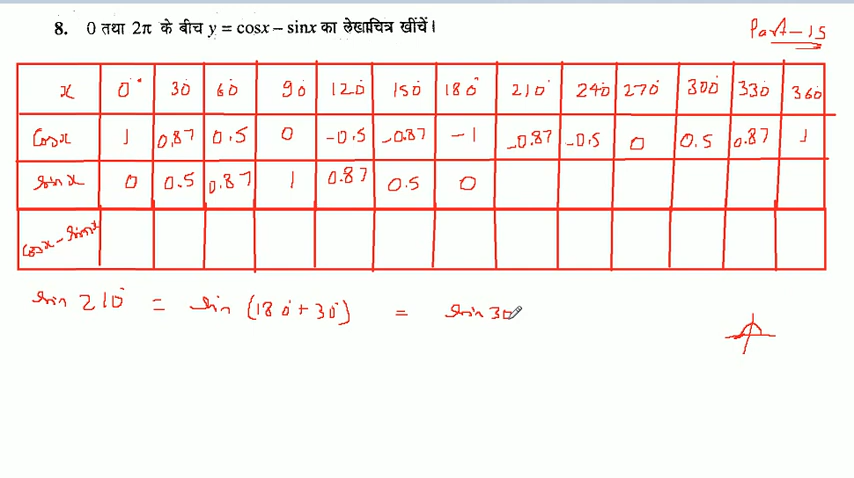 8. 0 तथा 2π के बीच y = cosx – sinx का लेखाचित्र खींचें।
Part-15
x 0° 30° 60° 90° 120° 150° 180° 210° 240° 270° 300° 330° 360°
Cosx 1 0.87 0.5 0 -0.5 -0.87 -1 -0.87 -0.5 0 0.5 0.87 1
sinx 0 0.5 0.87 1 0.87 0.5 0
Cosx - sinx
sin 210° = sin (180° + 30°) = sin 30